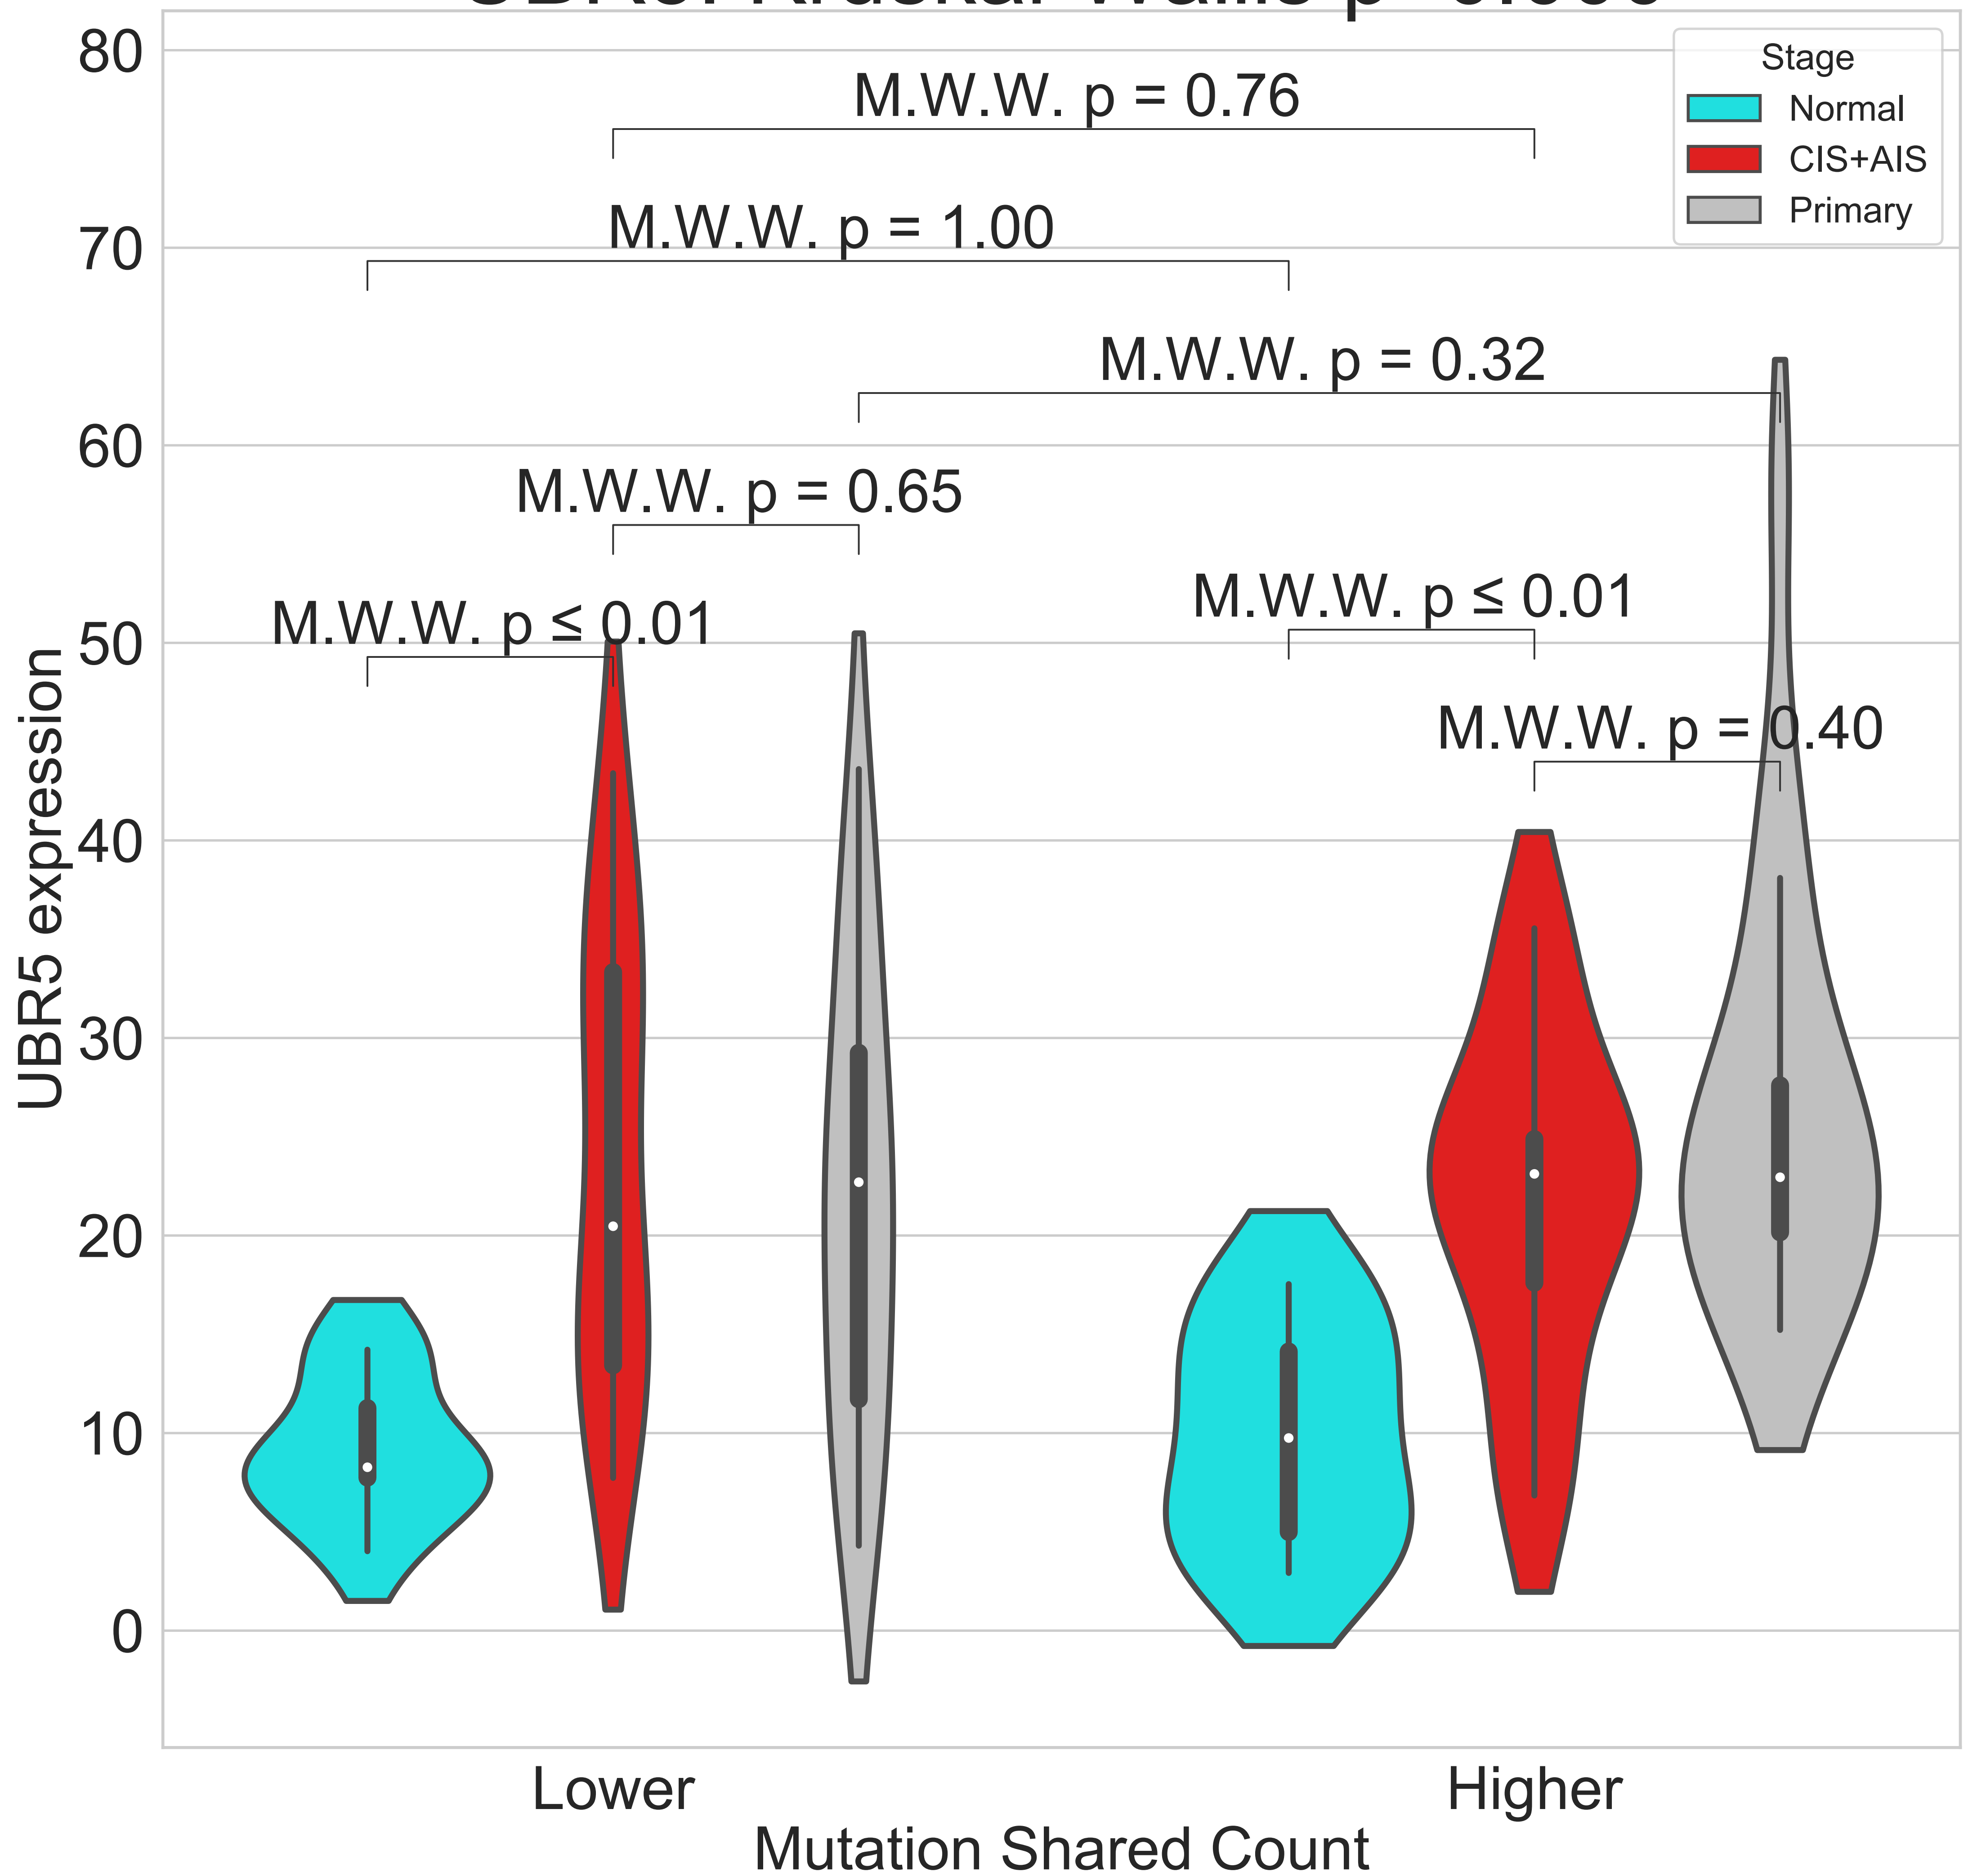 80
70
60
50
40
30
20
10
0
UBR5 expression
M.W.W. p = 0.76
M.W.W. p = 1.00
M.W.W. p = 0.32
M.W.W. p = 0.65
M.W.W. p ≤ 0.01
M.W.W. p ≤ 0.01
M.W.W. p = 0.40
Stage
Normal
CIS+AIS
Primary
Lower
Higher
Mutation Shared Count